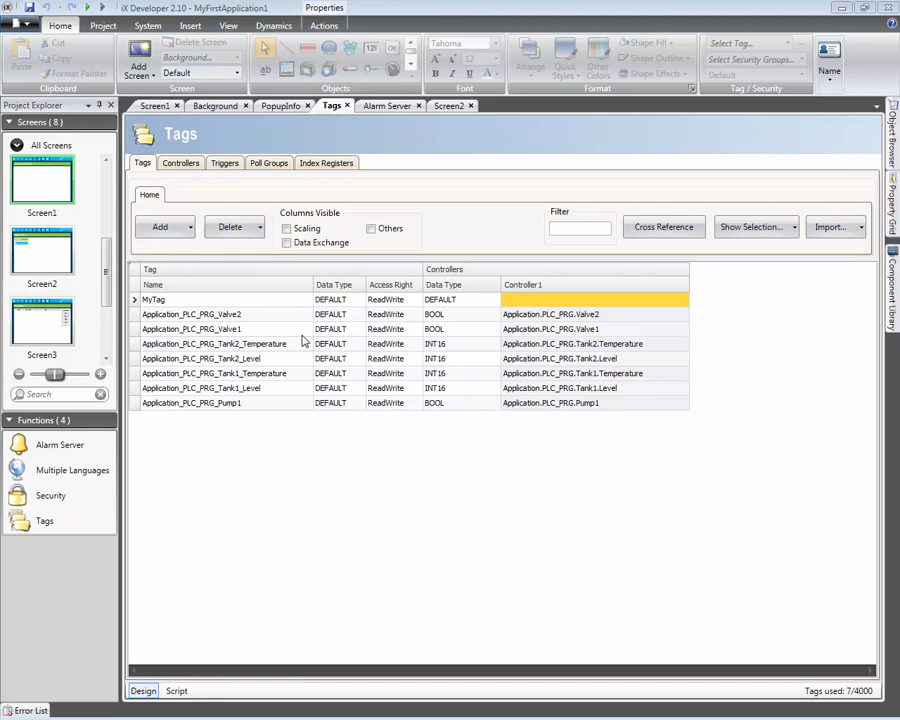 iX Developer 2.10 - MyFirstApplication1
Properties
Home Project System Insert View Dynamics Actions
Cut
Copy
Format Painter
Paste
Clipboard
Add
Screen
Delete Screen
Background...
Default
Screen
ab
Objects
Tahoma
12
B I U A
Font
Arrange
Quick
Styles
Other
Colors
Shape Fill
Shape Outline
Shape Effects
Format
Select Tag...
Select Security Groups...
Default
Tag / Security
Name
Project Explorer
Screens ( 8 )
All Screens
Screen1
Screen2
Screen3
Search
Functions ( 4 )
Alarm Server
Multiple Languages
Security
Tags
Screen1 Background PopupInfo Tags Alarm Server Screen2
Tags
Tags Controllers Triggers Poll Groups Index Registers
Home
Add Delete
Columns Visible
Scaling Others
Data Exchange
Filter
Cross Reference Show Selection... Import...
Tag Controllers
Name Data Type Access Right Data Type Controller1
MyTag DEFAULT ReadWrite DEFAULT
Application_PLC_PRG_Valve2 DEFAULT ReadWrite BOOL Application.PLC_PRG.Valve2
Application_PLC_PRG_Valve1 DEFAULT ReadWrite BOOL Application.PLC_PRG.Valve1
Application_PLC_PRG_Tank2_Temperature DEFAULT ReadWrite INT16 Application.PLC_PRG.Tank2.Temperature
Application_PLC_PRG_Tank2_Level DEFAULT ReadWrite INT16 Application.PLC_PRG.Tank2.Level
Application_PLC_PRG_Tank1_Temperature DEFAULT ReadWrite INT16 Application.PLC_PRG.Tank1.Temperature
Application_PLC_PRG_Tank1_Level DEFAULT ReadWrite INT16 Application.PLC_PRG.Tank1.Level
Application_PLC_PRG_Pump1 DEFAULT ReadWrite BOOL Application.PLC_PRG.Pump1
Object Browser
Property Grid
Component Library
Design Script
Tags used: 7/4000
Error List